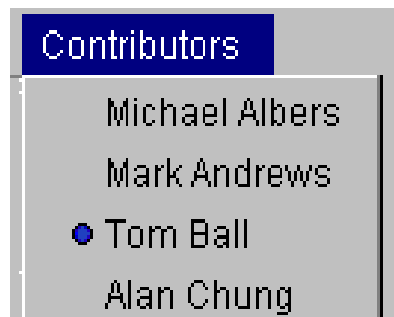 Contributors
Michael Albers
Mark Andrews
Tom Ball
Alan Chung